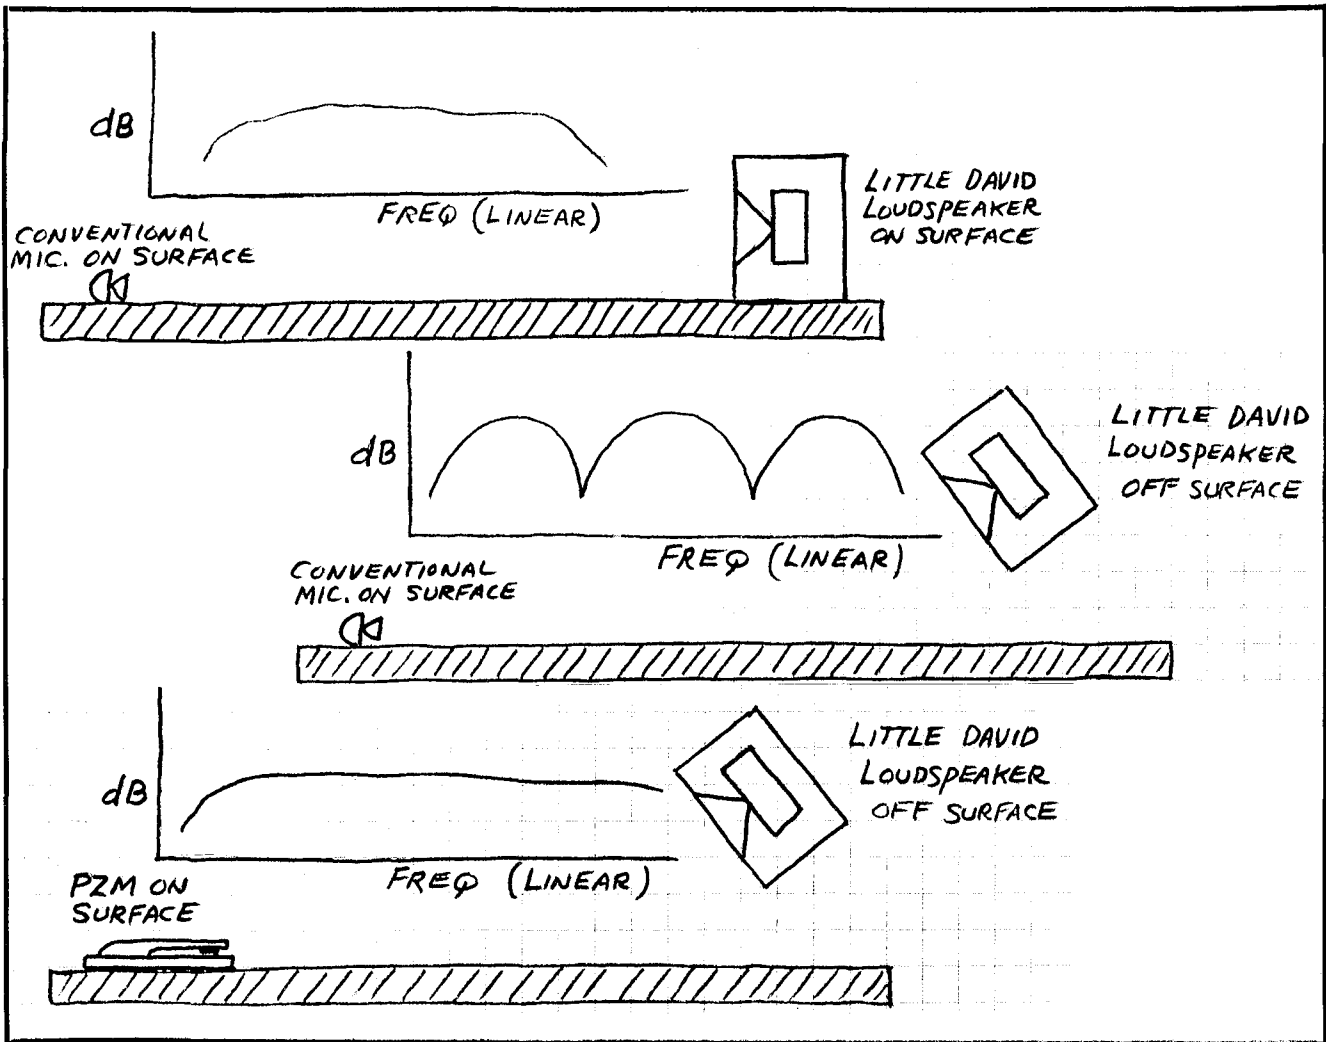 dB
FREQ (LINEAR)
CONVENTIONAL
MIC. ON SURFACE
LITTLE DAVID
LOUDSPEAKER
ON SURFACE
dB
FREQ (LINEAR)
LITTLE DAVID
LOUDSPEAKER
OFF SURFACE
CONVENTIONAL
MIC. ON SURFACE
dB
FREQ (LINEAR)
LITTLE DAVID
LOUDSPEAKER
OFF SURFACE
PZM ON
SURFACE